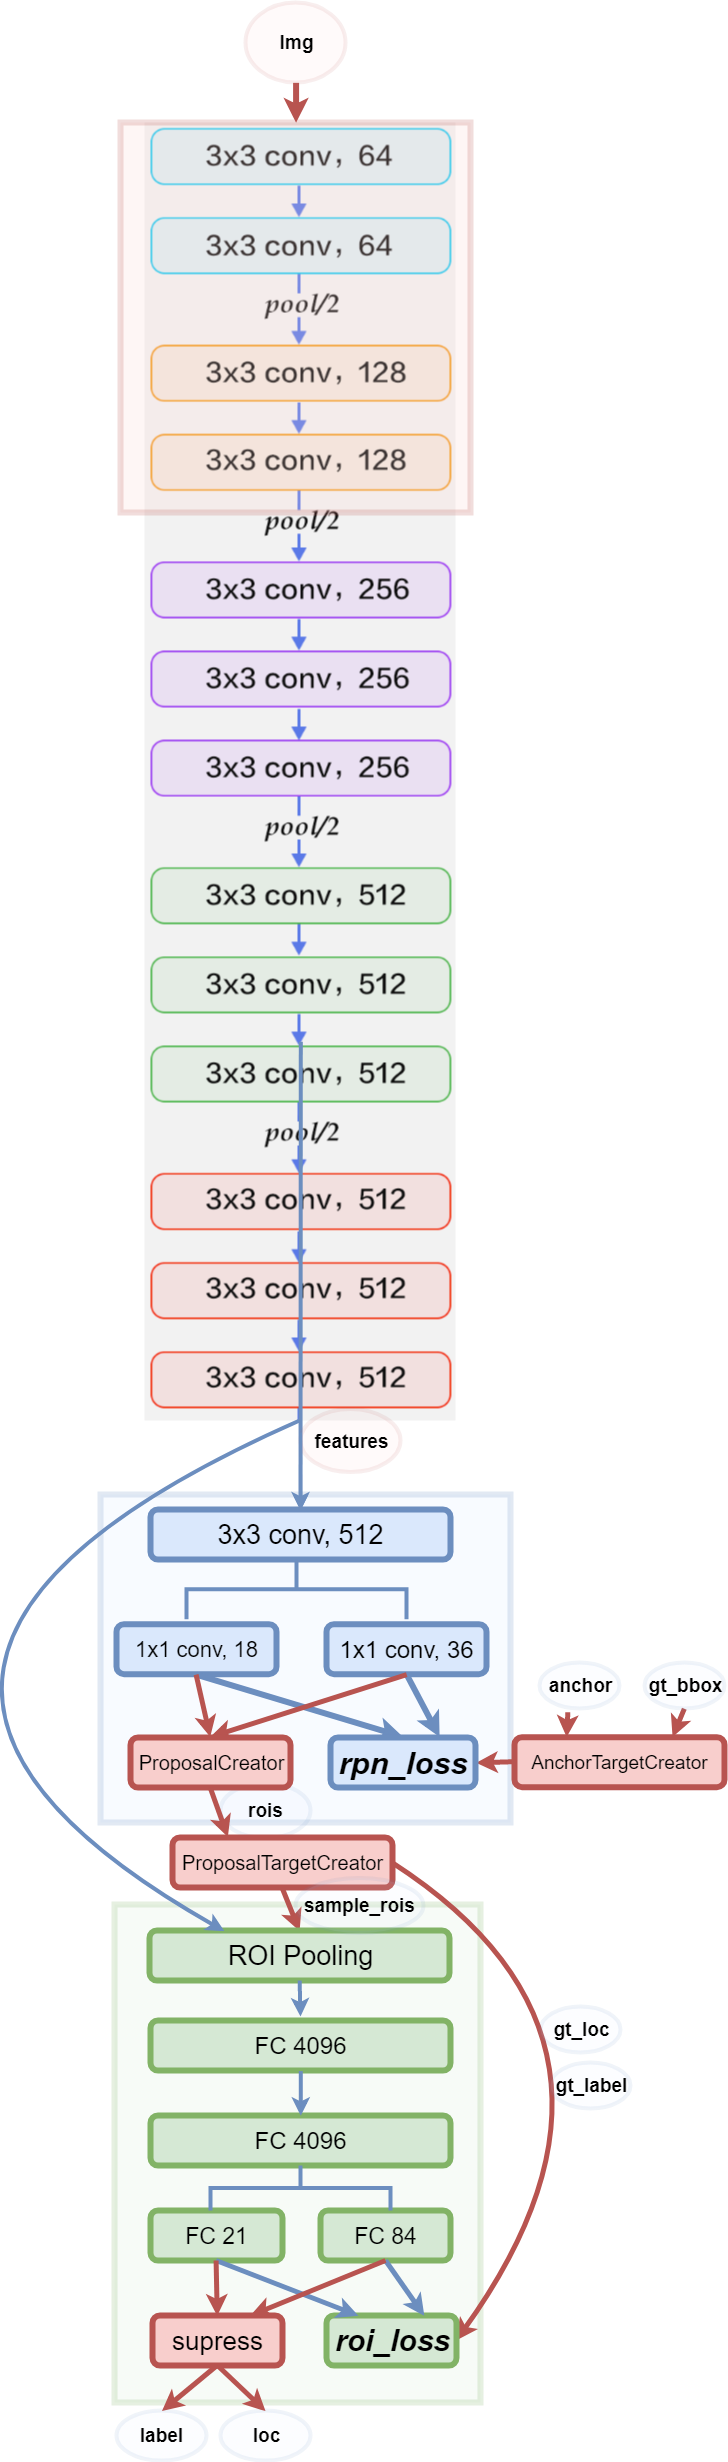 Img
3x3 conv, 64
3x3 conv, 64
pool/2
3x3 conv, 128
3x3 conv, 128
pool/2
3x3 conv, 256
3x3 conv, 256
3x3 conv, 256
pool/2
3x3 conv, 512
3x3 conv, 512
3x3 conv, 512
pool/2
3x3 conv, 512
3x3 conv, 512
3x3 conv, 512
features
3x3 conv, 512
1x1 conv, 18
1x1 conv, 36
anchor
gt_bbox
ProposalCreator
rpn_loss
AnchorTargetCreator
rois
ProposalTargetCreator
sample_rois
ROI Pooling
gt_loc
FC 4096
gt_label
FC 4096
FC 21
FC 84
supress
roi_loss
label
loc